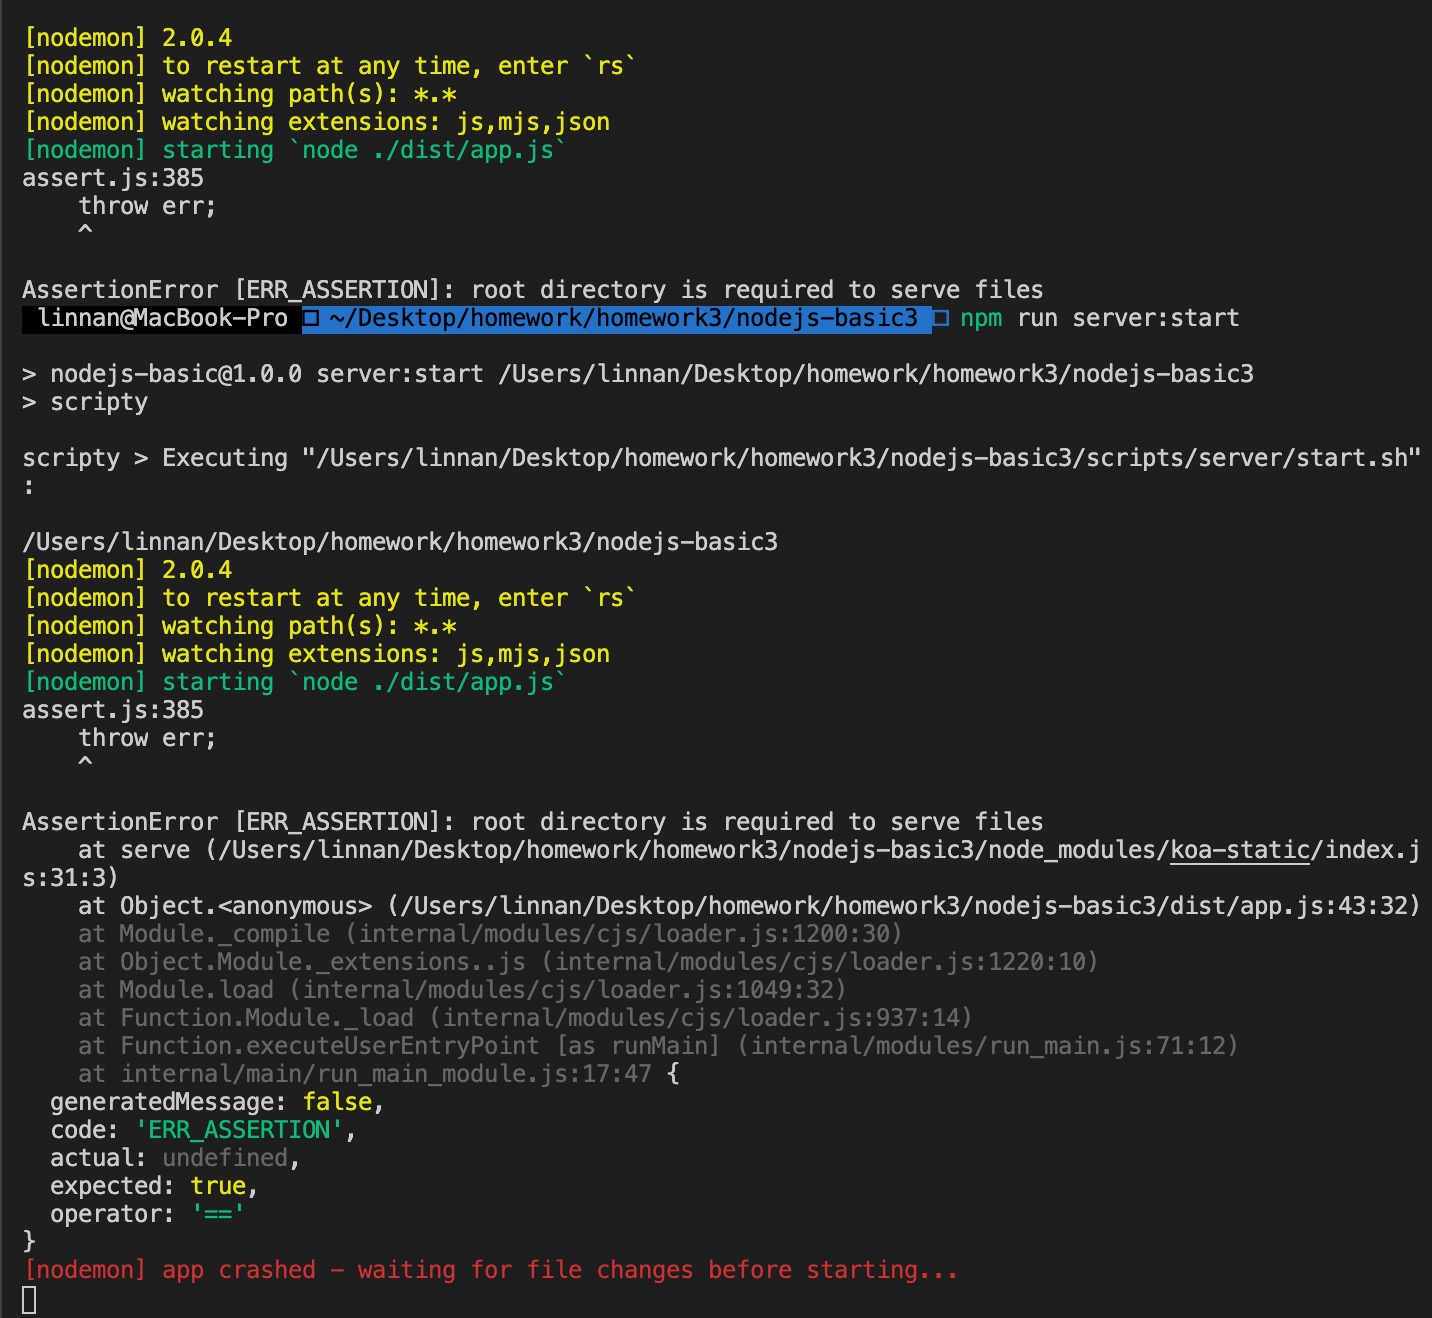 [nodemon] 2.0.4
[nodemon] to restart at any time, enter `rs`
[nodemon] watching path(s): *.*
[nodemon] watching extensions: js,mjs,json
[nodemon] starting `node ./dist/app.js`
assert.js:385
    throw err;
    ^

AssertionError [ERR_ASSERTION]: root directory is required to serve files
linnan@MacBook-Pro ~/Desktop/homework/homework3/nodejs-basic3 npm run server:start

> nodejs-basic@1.0.0 server:start /Users/linnan/Desktop/homework/homework3/nodejs-basic3
> scripty

scripty > Executing "/Users/linnan/Desktop/homework/homework3/nodejs-basic3/scripts/server/start.sh"
:

/Users/linnan/Desktop/homework/homework3/nodejs-basic3
[nodemon] 2.0.4
[nodemon] to restart at any time, enter `rs`
[nodemon] watching path(s): *.*
[nodemon] watching extensions: js,mjs,json
[nodemon] starting `node ./dist/app.js`
assert.js:385
    throw err;
    ^

AssertionError [ERR_ASSERTION]: root directory is required to serve files
    at serve (/Users/linnan/Desktop/homework/homework3/nodejs-basic3/node_modules/koa-static/index.j
s:31:3)
    at Object.<anonymous> (/Users/linnan/Desktop/homework/homework3/nodejs-basic3/dist/app.js:43:32)
    at Module._compile (internal/modules/cjs/loader.js:1200:30)
    at Object.Module._extensions..js (internal/modules/cjs/loader.js:1220:10)
    at Module.load (internal/modules/cjs/loader.js:1049:32)
    at Function.Module._load (internal/modules/cjs/loader.js:937:14)
    at Function.executeUserEntryPoint [as runMain] (internal/modules/run_main.js:71:12)
    at internal/main/run_main_module.js:17:47 {
  generatedMessage: false,
  code: 'ERR_ASSERTION',
  actual: undefined,
  expected: true,
  operator: '=='
}
[nodemon] app crashed - waiting for file changes before starting...